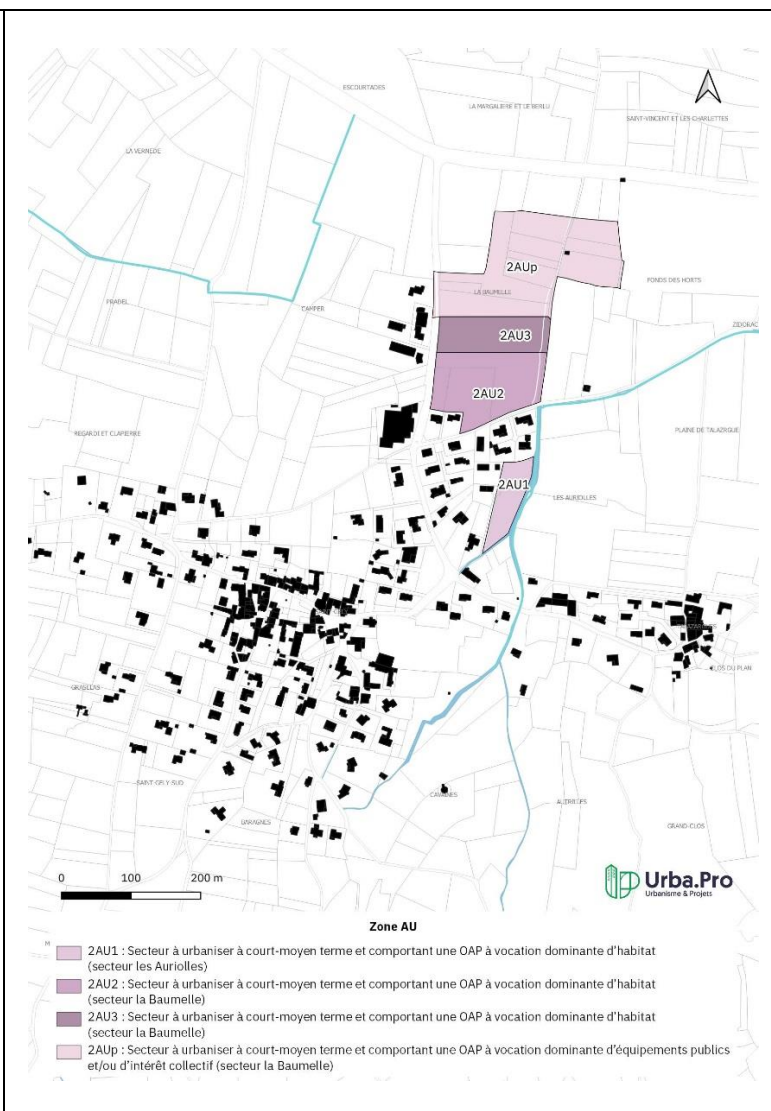 ESCOURTADES
LA MARGALIERE ET LE BERLU
SAINT-VINCENT ET LES CHARLETTES
LA VERNEDE
2AUp
FONDS DES HORTS
LA BAUMELLE
PRADEL
CAMPER
ZIDORAC
2AU3
2AU2
REGARDI ET CLAPIERRE
PLAINE DE TALAZIGUE
2AU1
LES AURIOLLES
CLOS DU PLAN
GRASILLAS
SAINT-GELY-SUD
CAVAINES
AUTRILLES
GARAGNES
GRAND-CLOS
0 100 200 m
Urba.Pro
Urbanisme & Projets
Zone AU
2AU1 : Secteur à urbaniser à court-moyen terme et comportant une OAP à vocation dominante d'habitat
(secteur les Auriolles)
2AU2 : Secteur à urbaniser à court-moyen terme et comportant une OAP à vocation dominante d'habitat
(secteur la Baumelle)
2AU3 : Secteur à urbaniser à court-moyen terme et comportant une OAP à vocation dominante d'habitat
(secteur la Baumelle)
2AUp : Secteur à urbaniser à court-moyen terme et comportant une OAP à vocation dominante d'équipements publics
et/ou d'intérêt collectif (secteur la Baumelle)